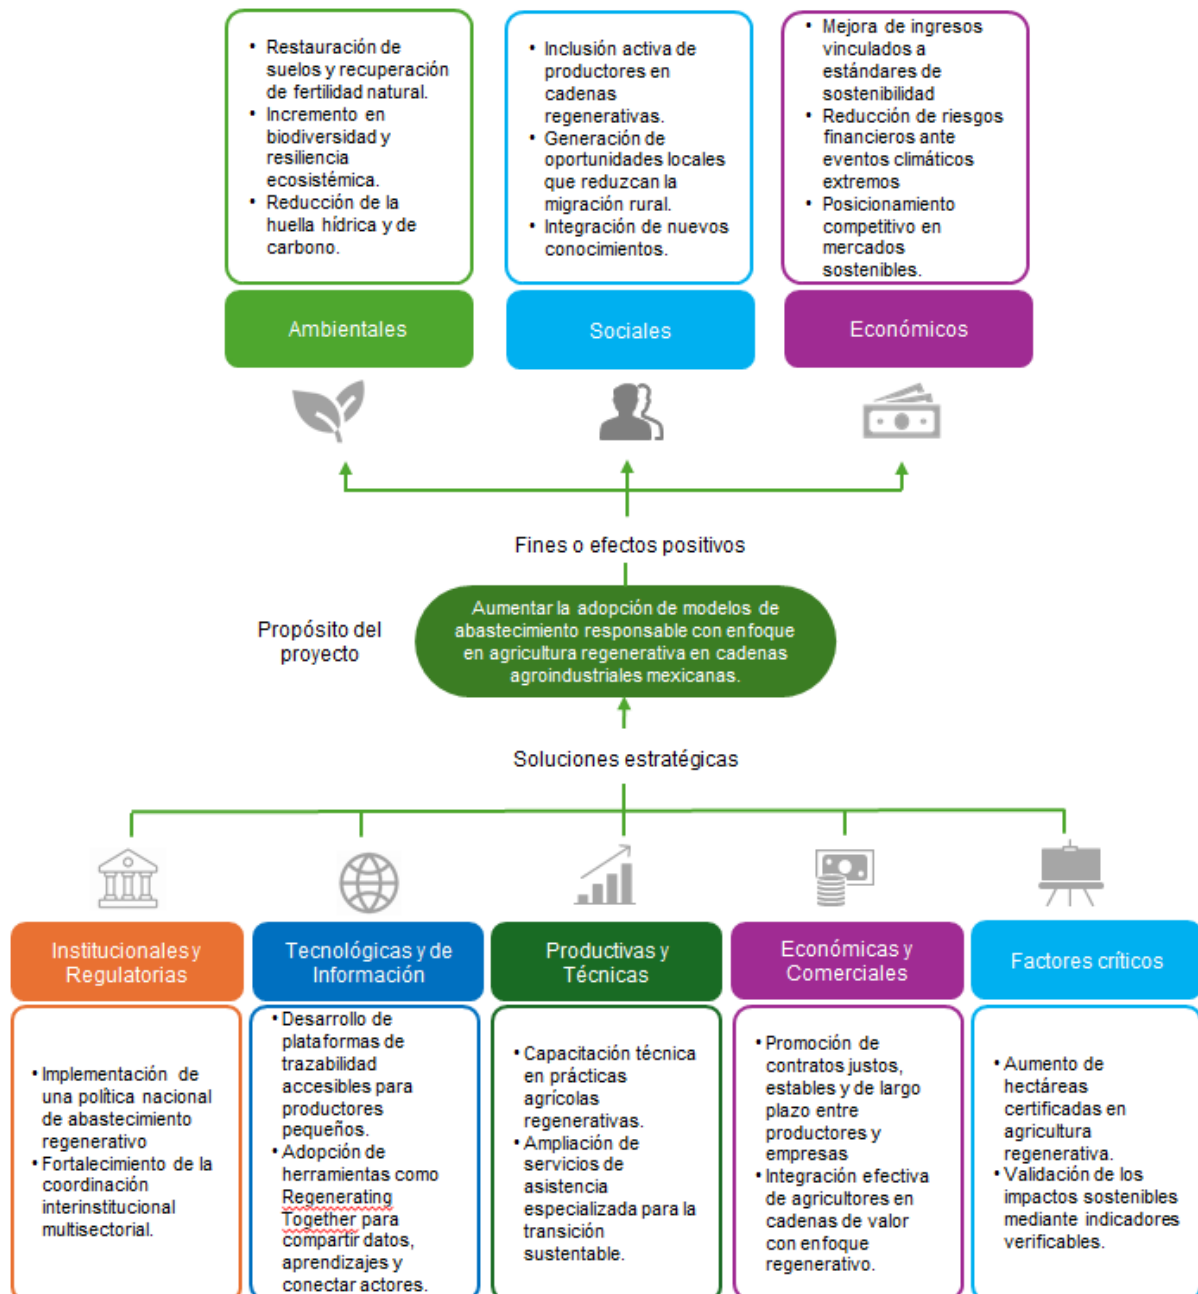 • Restauración de
suelos y recuperación
de fertilidad natural.
• Incremento en
biodiversidad y
resiliencia
ecosistémica.
• Reducción de la
huella hídrica y de
carbono.
Ambientales
• Inclusión activa de
productores en
cadenas
regenerativas.
• Generación de
oportunidades locales
que reduzcan la
migración rural.
• Integración de nuevos
conocimientos.
Sociales
• Mejora de ingresos
vinculados a
estándares de
sostenibilidad
• Reducción de riesgos
financieros ante
eventos climáticos
extremos
• Posicionamiento
competitivo en
mercados
sostenibles.
Económicos
Fines o efectos positivos
Propósito del
proyecto
Aumentar la adopción de modelos de
abastecimiento responsable con enfoque
en agricultura regenerativa en cadenas
agroindustriales mexicanas.
Soluciones estratégicas
Institucionales y
Regulatorias
• Implementación de
una política nacional
de abastecimiento
regenerativo
• Fortalecimiento de la
coordinación
interinstitucional
multisectorial.
Tecnológicas y de
Información
• Desarrollo de
plataformas de
trazabilidad
accesibles para
productores
pequeños.
• Adopción de
herramientas como
Regenerating
Together para
compartir datos,
aprendizajes y
conectar actores.
Productivas y
Técnicas
• Capacitación técnica
en prácticas
agrícolas
regenerativas.
• Ampliación de
servicios de
asistencia
especializada para la
transición
sustentable.
Económicas y
Comerciales
• Promoción de
contratos justos,
estables y de largo
plazo entre
productores y
empresas
• Integración efectiva
de agricultores en
cadenas de valor
con enfoque
regenerativo.
Factores críticos
• Aumento de
hectáreas
certificadas en
agricultura
regenerativa.
• Validación de los
impactos sostenibles
mediante indicadores
verificables.